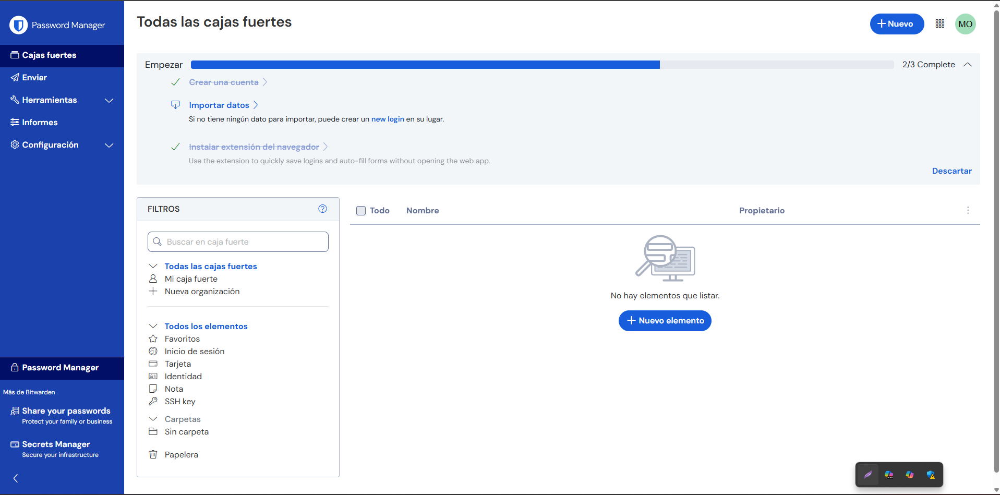 Password Manager
Cajas fuertes
Enviar
Herramientas
Informes
Configuración
Password Manager
Más de Bitwarden
Share your passwords
Protect your family or business
Secrets Manager
Secure your infrastructure
Todas las cajas fuertes
Nuevo
MO
Empezar
2/3 Complete
Crear una cuenta
Importar datos
Si no tiene ningún dato para importar, puede crear un new login en su lugar.
Instalar extensión del navegador
Use the extension to quickly save logins and auto-fill forms without opening the web app.
Descartar
FILTROS
Buscar en caja fuerte
Todas las cajas fuertes
Mi caja fuerte
Nueva organización
Todos los elementos
Favoritos
Inicio de sesión
Tarjeta
Identidad
Nota
SSH key
Carpetas
Sin carpeta
Papelera
Todo Nombre Propietario
No hay elementos que listar.
Nuevo elemento